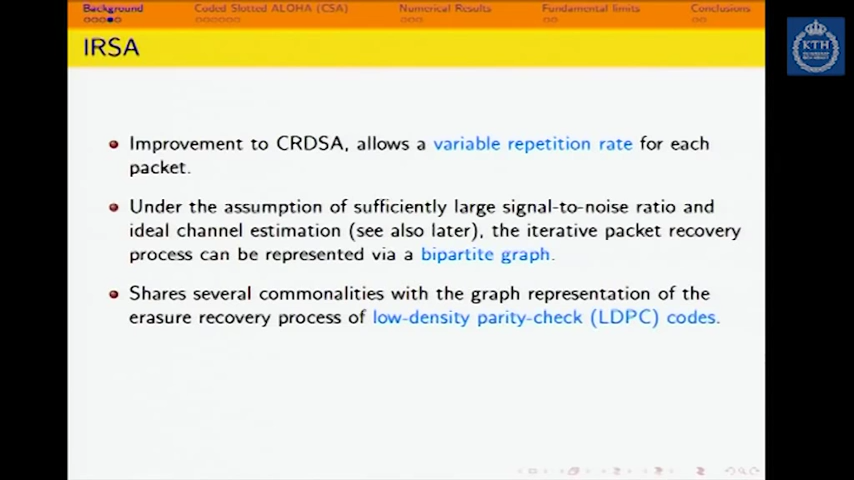 Background Coded Slotted ALOHA (CSA) Numerical Results Fundamental limits Conclusions
IRSA
Improvement to CRDSA, allows a variable repetition rate for each
packet.
Under the assumption of sufficiently large signal-to-noise ratio and
ideal channel estimation (see also later), the iterative packet recovery
process can be represented via a bipartite graph.
Shares several commonalities with the graph representation of the
erasure recovery process of low-density parity-check (LDPC) codes.
KTH